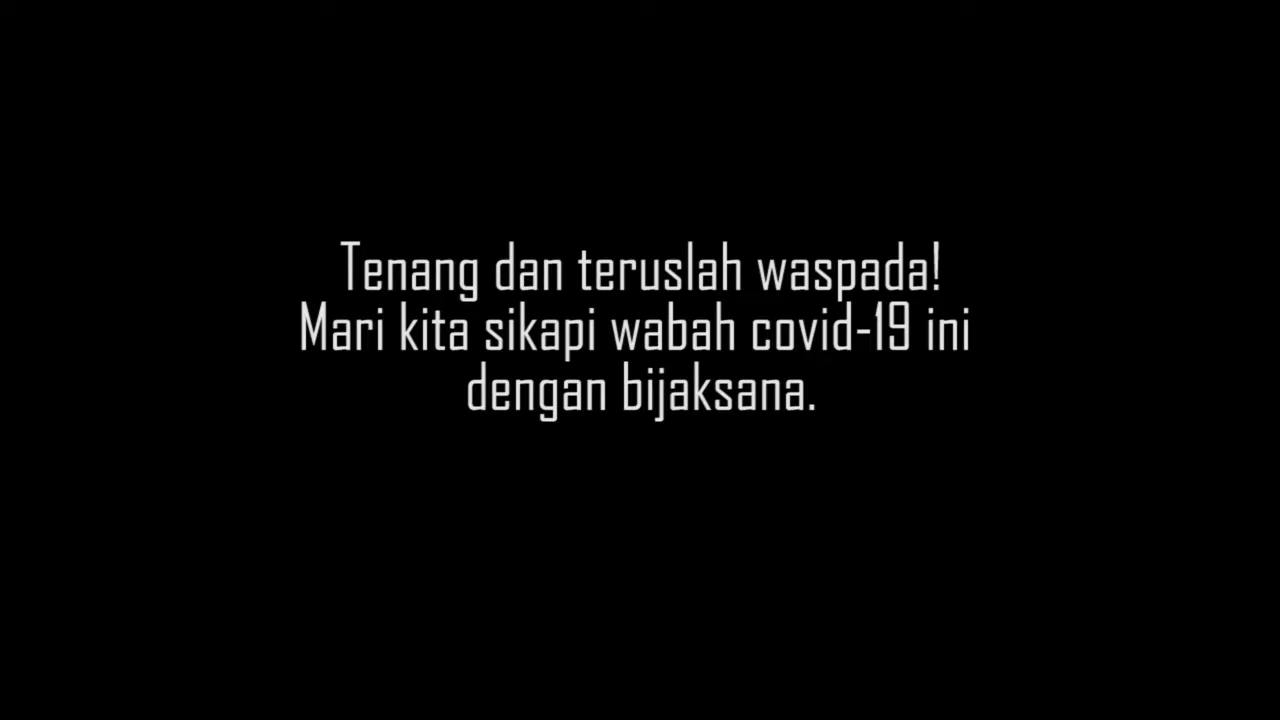 Tenang dan teruslah waspada!
Mari kita sikapi wabah covid-19 ini
dengan bijaksana.